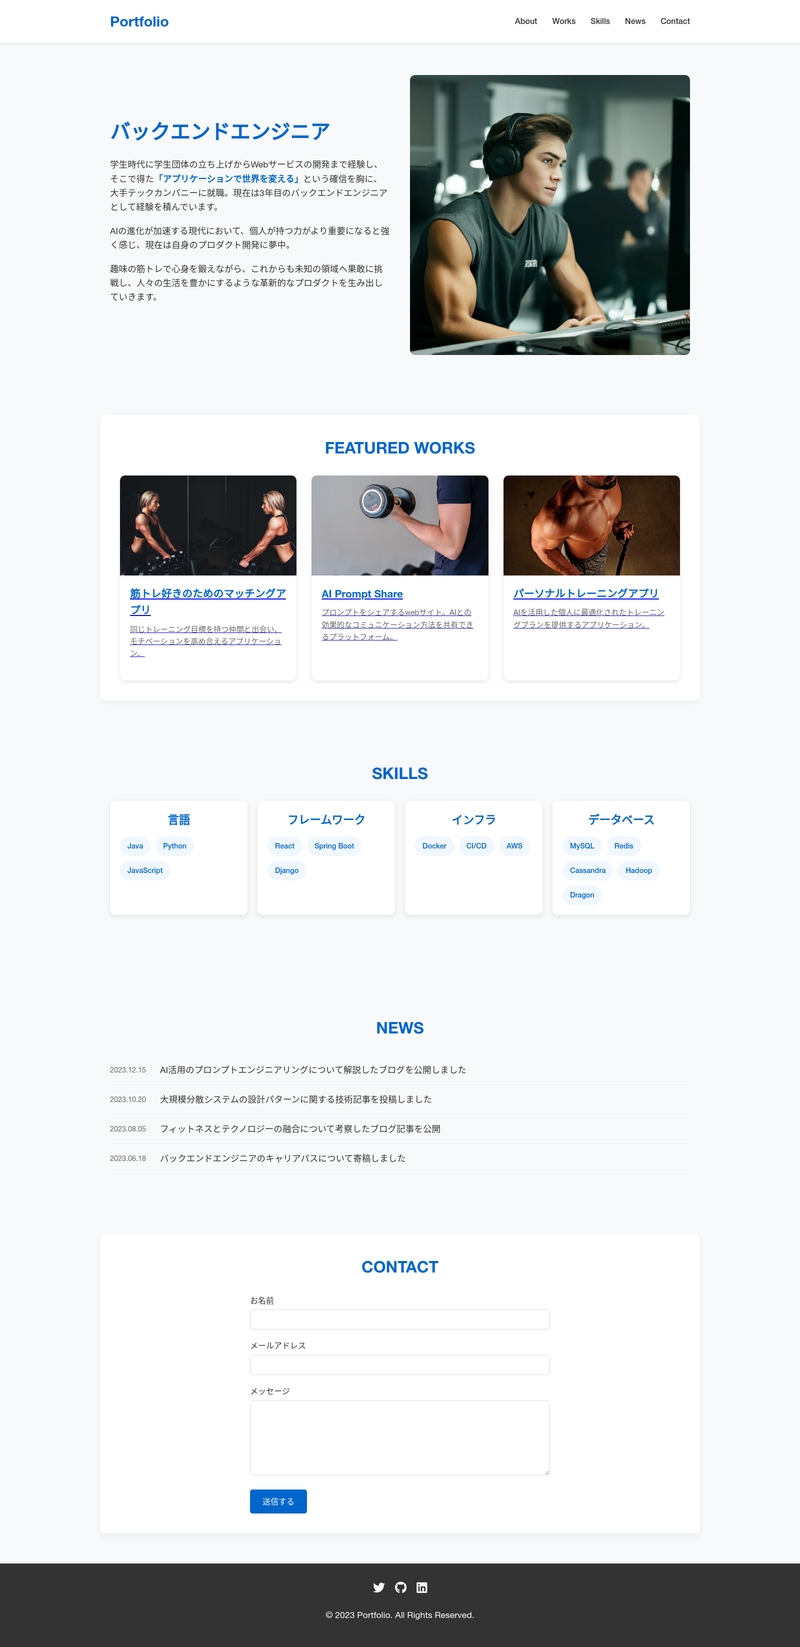 Portfolio
About Works Skills News Contact
バックエンドエンジニア
学生時代に学生団体の立ち上げからWebサービスの開発まで経験し、
そこで得た「アプリケーションで世界を変える」という確信を胸に、
大手テックカンパニーに就職。現在は3年目のバックエンドエンジニア
として経験を積んでいます。
AIの進化が加速する現代において、個人が持つ力がより重要になると強
く感じ、現在は自身のプロダクト開発に夢中。
趣味の筋トレで心身を鍛えながら、これからも未知の領域へ果敢に挑
戦し、人々の生活を豊かにするような革新的なプロダクトを生み出し
ていきます。
FEATURED WORKS
筋トレ好きのためのマッチングア
プリ
同じトレーニング目標を持つ仲間と出会い、
モチベーションを高め合えるアプリケーショ
ン。
AI Prompt Share
プロンプトをシェアするwebサイト。AIとの
効果的なコミュニケーション方法を共有でき
るプラットフォーム。
パーソナルトレーニングアプリ
AIを活用した個人に最適化されたトレーニン
グプランを提供するアプリケーション。
SKILLS
言語
Java Python
JavaScript
フレームワーク
React Spring Boot
Django
インフラ
Docker CI/CD AWS
データベース
MySQL Redis
Cassandra Hadoop
Dragon
NEWS
2023.12.15 AI活用のプロンプトエンジニアリングについて解説したブログを公開しました
2023.10.20 大規模分散システムの設計パターンに関する技術記事を投稿しました
2023.08.05 フィットネスとテクノロジーの融合について考察したブログ記事を公開
2023.06.18 バックエンドエンジニアのキャリアパスについて寄稿しました
CONTACT
お名前
メールアドレス
メッセージ
送信する
© 2023 Portfolio. All Rights Reserved.